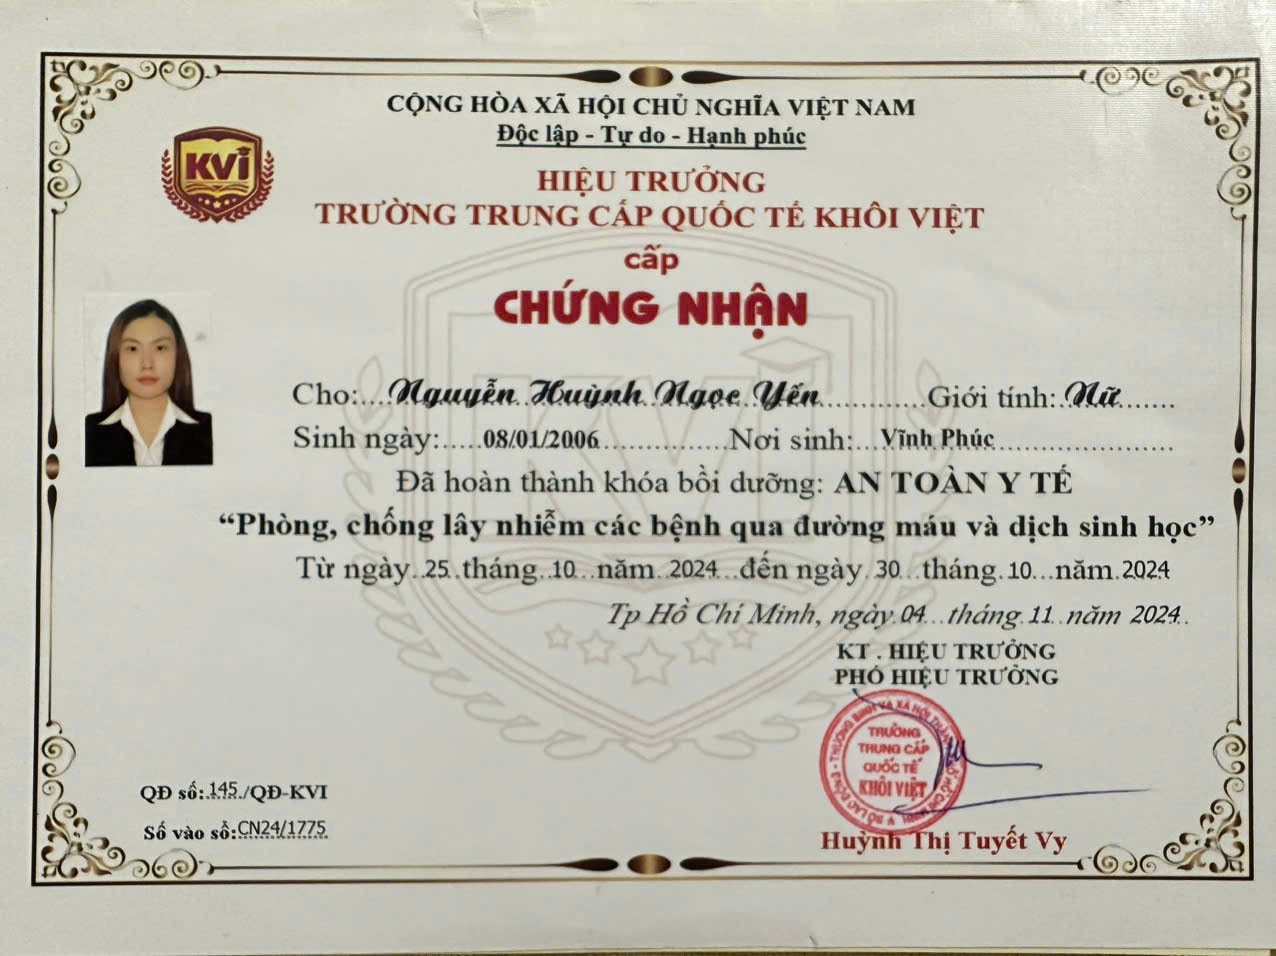 CỘNG HÒA XÃ HỘI CHỦ NGHĨA VIỆT NAM
Độc lập - Tự do - Hạnh phúc
KVi
HIỆU TRƯỞNG
TRƯỜNG TRUNG CẤP QUỐC TẾ KHÔI VIỆT
cấp
CHỨNG NHẬN
Cho:....Nguyễn Huỳnh Ngọc Yến..............Giới tính:..Nữ.......
Sinh ngày:.....08/01/2006................Nơi sinh:...Vĩnh Phúc.......................
Đã hoàn thành khóa bồi dưỡng: AN TOÀN Y TẾ
“Phòng, chống lây nhiễm các bệnh qua đường máu và dịch sinh học”
Từ ngày..25..tháng..10...năm..2024...đến ngày..30...tháng.10...năm.2024
Tp Hồ Chí Minh, ngày.04...tháng.11..năm 2024..
KT . HIỆU TRƯỞNG
PHÓ HIỆU TRƯỞNG
TRƯỜNG
TRUNG CẤP
QUỐC TẾ
KHÔI VIỆT
QĐ số:.145./QĐ-KVI
Số vào sổ:CN24/1775
Huỳnh Thị Tuyết Vy